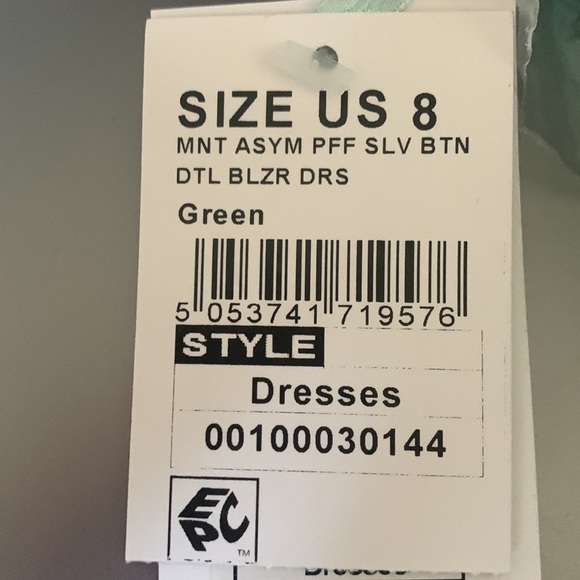 SIZE US 8
MNT ASYM PFF SLV BTN
DTL BLZR DRS
Green
5 053741 719576
STYLE
Dresses
00100030144
EPC
TM
Dresses